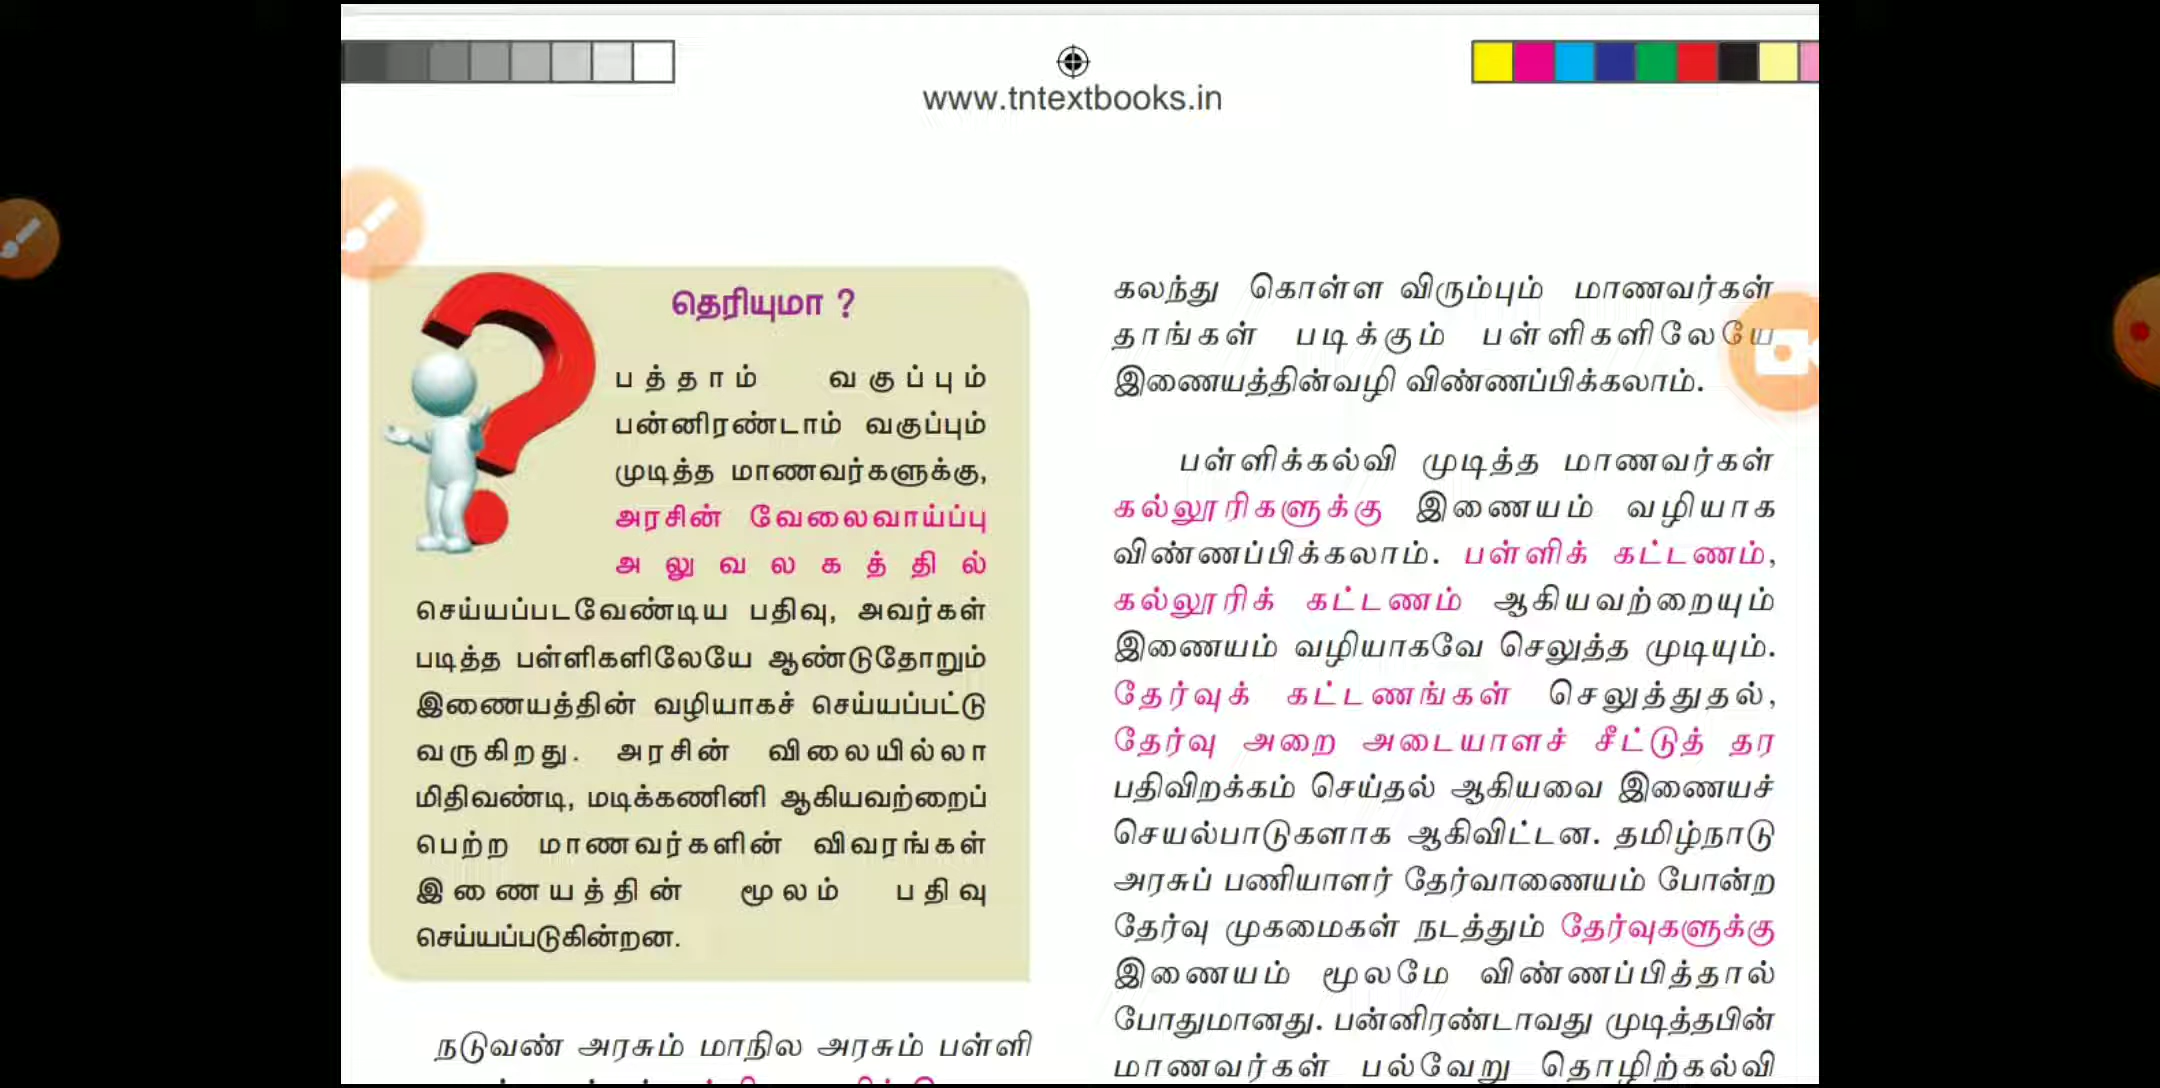 www.tntextbooks.in
தெரியுமா ?
பத்தாம் வகுப்பும்
பன்னிரண்டாம் வகுப்பும்
முடித்த மாணவர்களுக்கு,
அரசின் வேலைவாய்ப்பு
அலுவலகத்தில்
செய்யப்படவேண்டிய பதிவு, அவர்கள்
படித்த பள்ளிகளிலேயே ஆண்டுதோறும்
இணையத்தின் வழியாகச் செய்யப்பட்டு
வருகிறது. அரசின் விலையில்லா
மிதிவண்டி, மடிக்கணினி ஆகியவற்றைப்
பெற்ற மாணவர்களின் விவரங்கள்
இணையத்தின் மூலம் பதிவு
செய்யப்படுகின்றன.
நடுவண் அரசும் மாநில அரசும் பள்ளி
கலந்து கொள்ள விரும்பும் மாணவர்கள்
தாங்கள் படிக்கும் பள்ளிகளிலேயே
இணையத்தின்வழி விண்ணப்பிக்கலாம்.
பள்ளிக்கல்வி முடித்த மாணவர்கள்
கல்லூரிகளுக்கு இணையம் வழியாக
விண்ணப்பிக்கலாம். பள்ளிக் கட்டணம்,
கல்லூரிக் கட்டணம் ஆகியவற்றையும்
இணையம் வழியாகவே செலுத்த முடியும்.
தேர்வுக் கட்டணங்கள் செலுத்துதல்,
தேர்வு அறை அடையாளச் சீட்டுத் தர
பதிவிறக்கம் செய்தல் ஆகியவை இணையச்
செயல்பாடுகளாக ஆகிவிட்டன. தமிழ்நாடு
அரசுப் பணியாளர் தேர்வாணையம் போன்ற
தேர்வு முகமைகள் நடத்தும் தேர்வுகளுக்கு
இணையம் மூலமே விண்ணப்பித்தால்
போதுமானது. பன்னிரண்டாவது முடித்தபின்
மாணவர்கள் பல்வேறு தொழிற்கல்வி